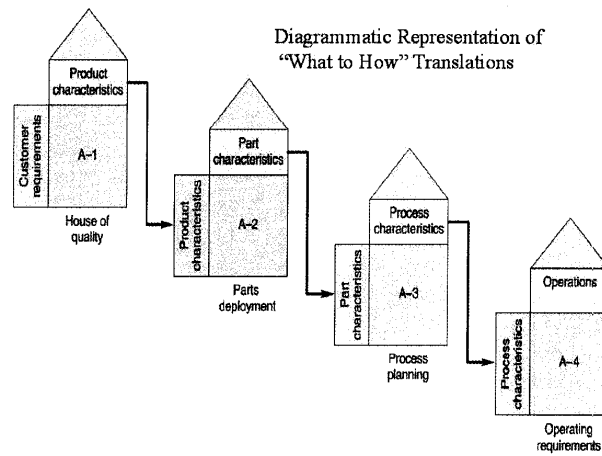 Diagrammatic Representation of
“What to How” Translations
Product
characteristics
Customer
requirements
A-1
House of
quality
Part
characteristics
Product
characteristics
A-2
Parts
deployment
Process
characteristics
Part
characteristics
A-3
Process
planning
Operations
Process
characteristics
A-4
Operating
requirements